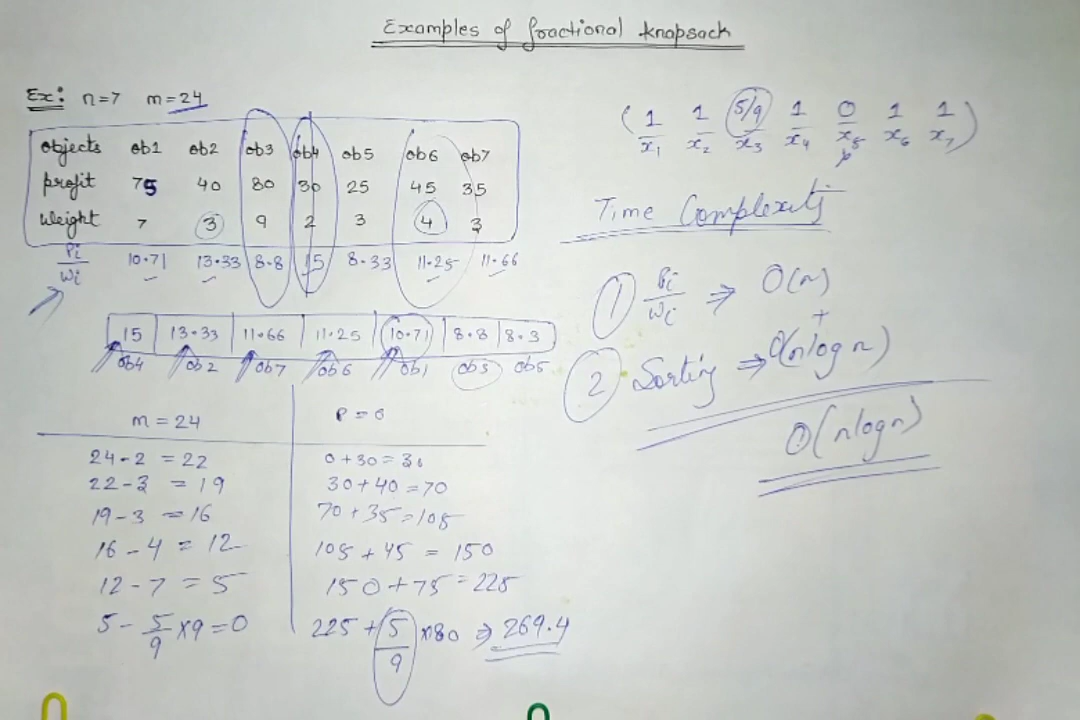 Examples of fractional knapsack
Ex: n=7 m=24
objects ob1 ob2 ob3 ob4 ob5 ob6 ob7
profit 75 40 80 30 25 45 35
Weight 7 3 9 2 3 4 3
Pi/Wi 10.71 13.33 8.8 15 8.33 11.25 11.66
15 13.33 11.66 11.25 10.71 8.8 8.3
ob4 ob2 ob7 ob6 ob1 ob3 ob5
m=24 P=0
24-2=22 0+30=30
22-3=19 30+40=70
19-3=16 70+35=105
16-4=12 105+45=150
12-7=5 150+75=225
5-5/9×9=0 225+5/9×80⇒269.4
(1 1 5/9 1 0 1 1)
x1 x2 x3 x4 x5 x6 x7
Time Complexity
1 Pi/Wi ⇒ O(n)
+
2 Sorting ⇒ O(nlogn)
O(nlogn)